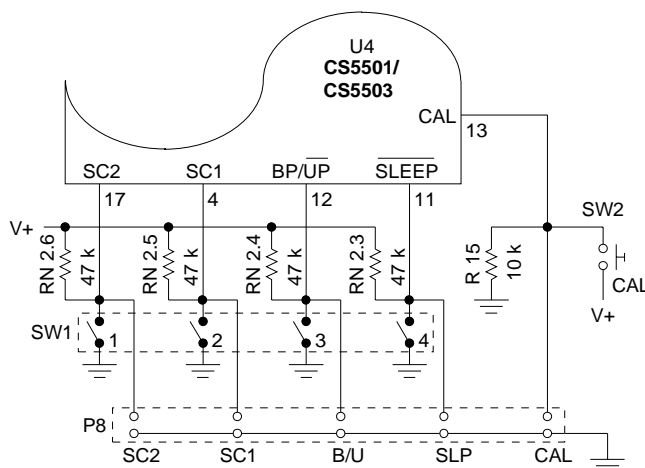 U4
CS5501/
CS5503
CAL
13
SC2 SC1 BP/UP SLEEP
17 4 12 11
V+
SW2
RN 2.6 47 k RN 2.5 47 k RN 2.4 47 k RN 2.3 47 k
R 15 10 k
CAL
V+
SW1 1 2 3 4
P8
SC2 SC1 B/U SLP CAL